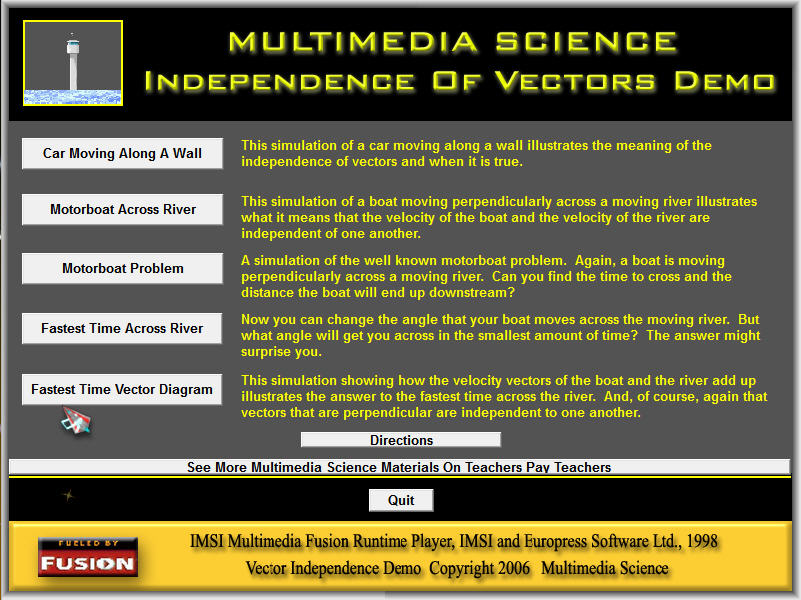 MULTIMEDIA SCIENCE
INDEPENDENCE OF VECTORS DEMO
Car Moving Along A Wall
This simulation of a car moving along a wall illustrates the meaning of the
independence of vectors and when it is true.
Motorboat Across River
This simulation of a boat moving perpendicularly across a moving river illustrates
what it means that the velocity of the boat and the velocity of the river are
independent of one another.
Motorboat Problem
A simulation of the well known motorboat problem.  Again, a boat is moving
perpendicularly across a moving river.  Can you find the time to cross and the
distance the boat will end up downstream?
Fastest Time Across River
Now you can change the angle that your boat moves across the moving river.  But
what angle will get you across in the smallest amount of time?  The answer might
surprise you.
Fastest Time Vector Diagram
This simulation showing how the velocity vectors of the boat and the river add up
illustrates the answer to the fastest time across the river.  And, of course, again that
vectors that are perpendicular are independent to one another.
Directions
See More Multimedia Science Materials On Teachers Pay Teachers
Quit
FUELED BY
FUSION
IMSI Multimedia Fusion Runtime Player, IMSI and Europress Software Ltd., 1998
Vector Independence Demo  Copyright 2006  Multimedia Science